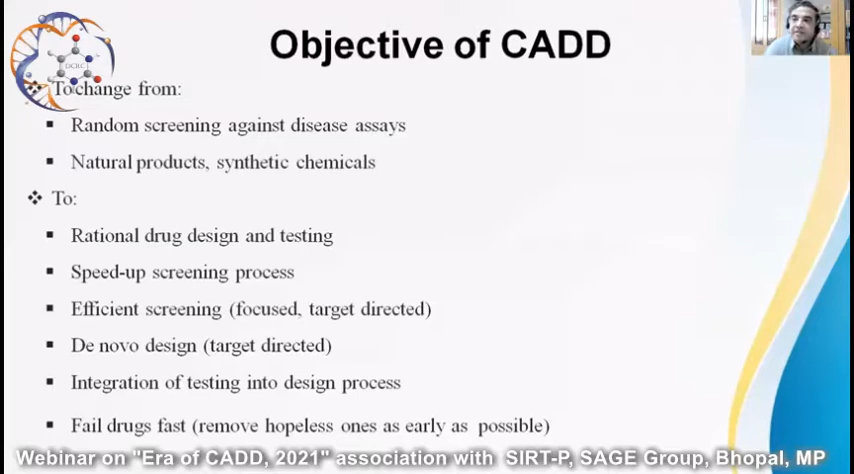 Objective of CADD
DCRC
❖ To change from:
▪ Random screening against disease assays
▪ Natural products, synthetic chemicals
❖ To:
▪ Rational drug design and testing
▪ Speed-up screening process
▪ Efficient screening (focused, target directed)
▪ De novo design (target directed)
▪ Integration of testing into design process
▪ Fail drugs fast (remove hopeless ones as early as possible)
Webinar on "Era of CADD, 2021" association with SIRT-P, SAGE Group, Bhopal, MP